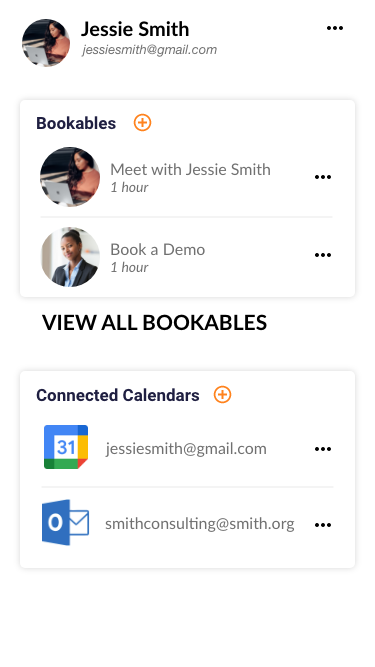 Jessie Smith
jessiesmith@gmail.com
Bookables
Meet with Jessie Smith
1 hour
Book a Demo
1 hour
VIEW ALL BOOKABLES
Connected Calendars
31
jessiesmith@gmail.com
O
smithconsulting@smith.org